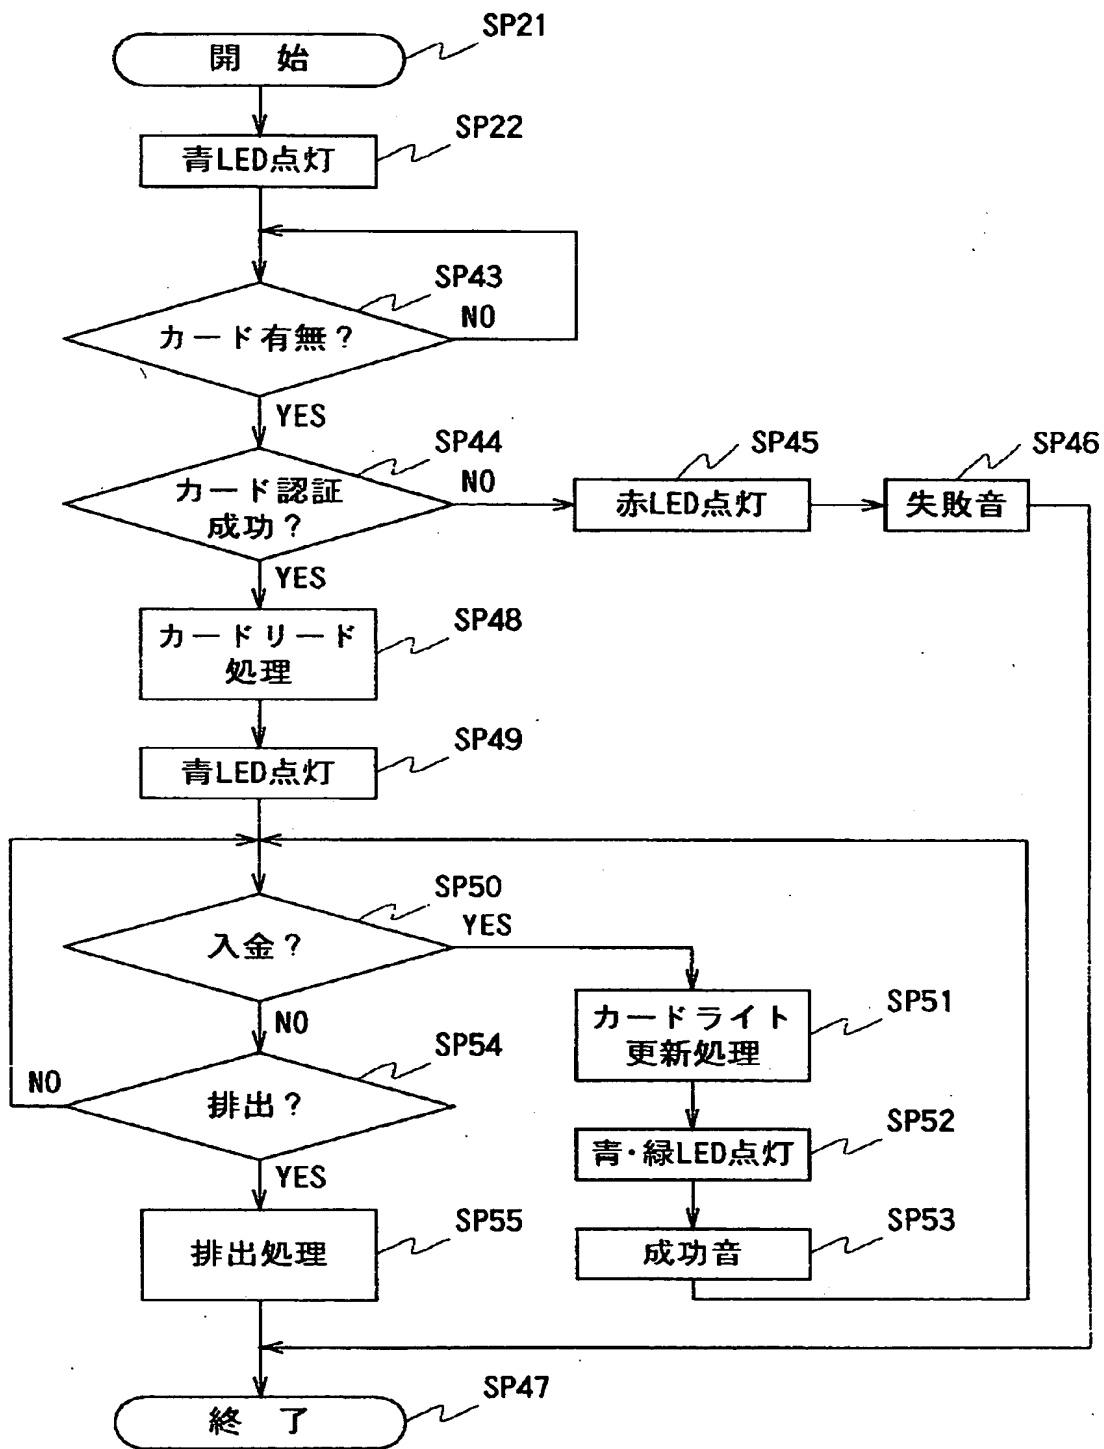 SP21
開始
SP22
青LED点灯
SP43
カード有無?
NO
YES
SP44
カード認証
成功?
NO
YES
SP45
赤LED点灯
SP46
失敗音
SP48
カードリード
処理
SP49
青LED点灯
SP50
入金?
YES
NO
SP51
カードライト
更新処理
SP54
排出?
NO
YES
SP52
青・緑LED点灯
SP53
成功音
SP55
排出処理
SP47
終了